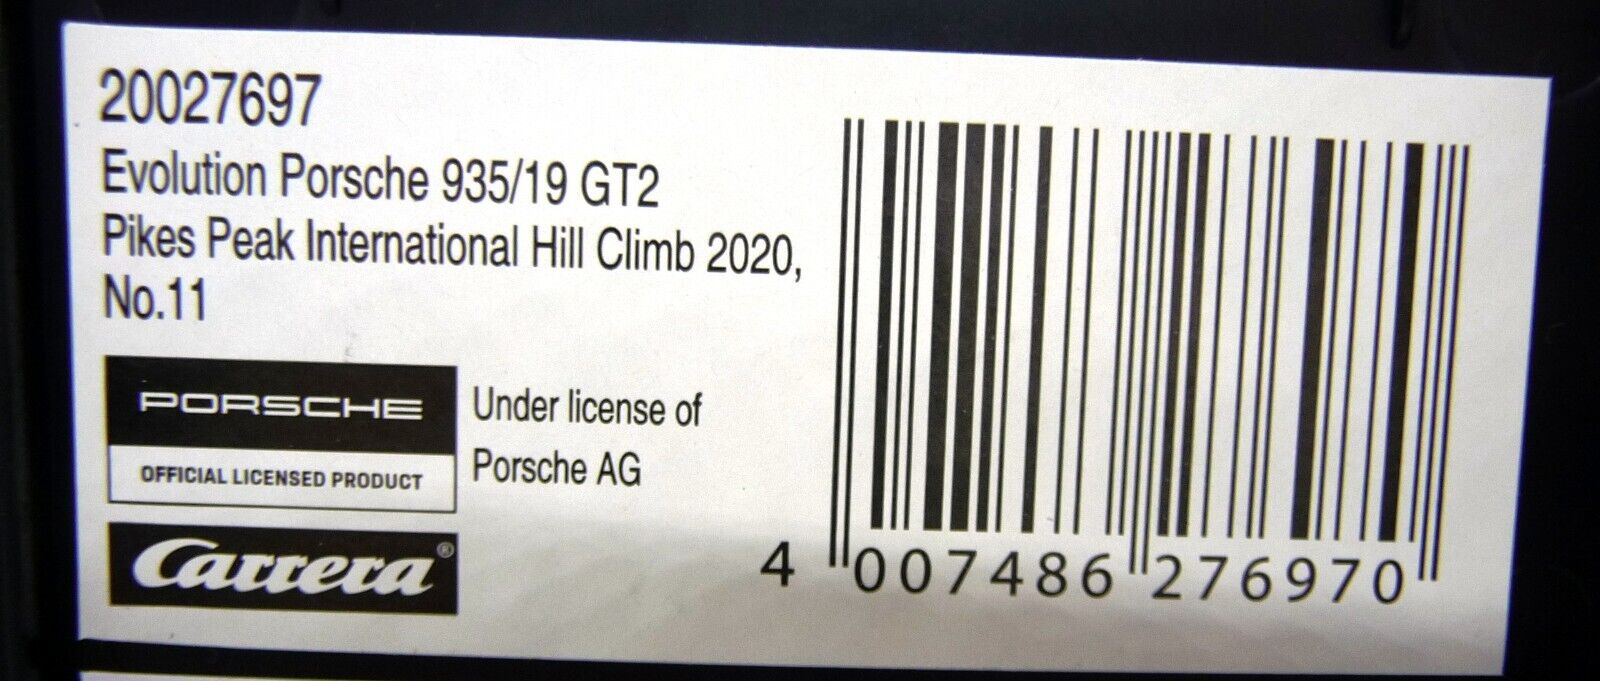 20027697
Evolution Porsche 935/19 GT2
Pikes Peak International Hill Climb 2020,
No.11
PORSCHE
OFFICIAL LICENSED PRODUCT
Under license of
Porsche AG
Carrera®
4 007486 276970